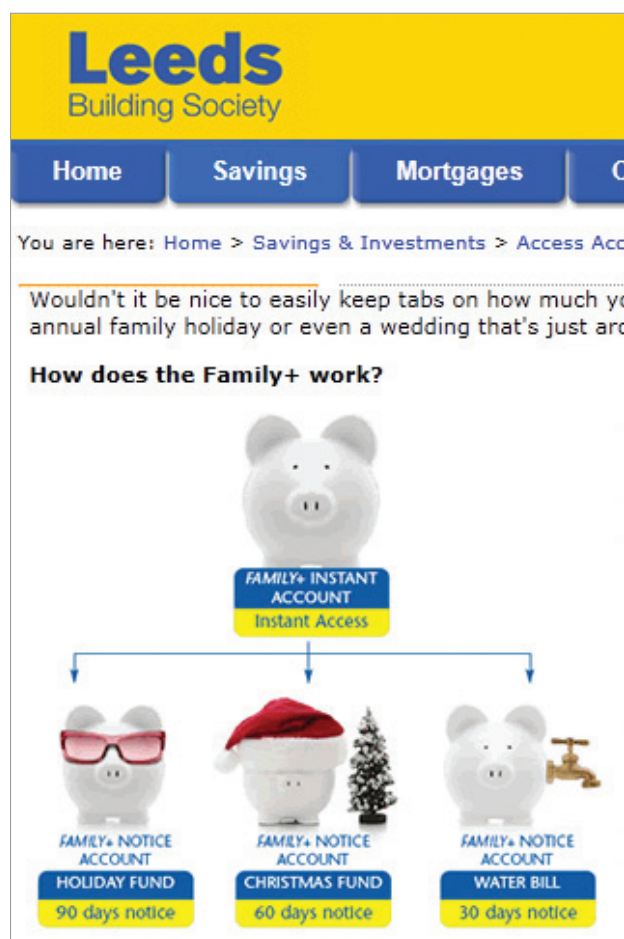 Leeds
Building Society
Home Savings Mortgages
You are here: Home > Savings & Investments > Access
Wouldn't it be nice to easily keep tabs on how much
annual family holiday or even a wedding that's just
How does the Family+ work?
FAMILY+ INSTANT
ACCOUNT
Instant Access
FAMILY+ NOTICE
ACCOUNT
HOLIDAY FUND
90 days notice
FAMILY+ NOTICE
ACCOUNT
CHRISTMAS FUND
60 days notice
FAMILY+ NOTICE
ACCOUNT
WATER BILL
30 days notice